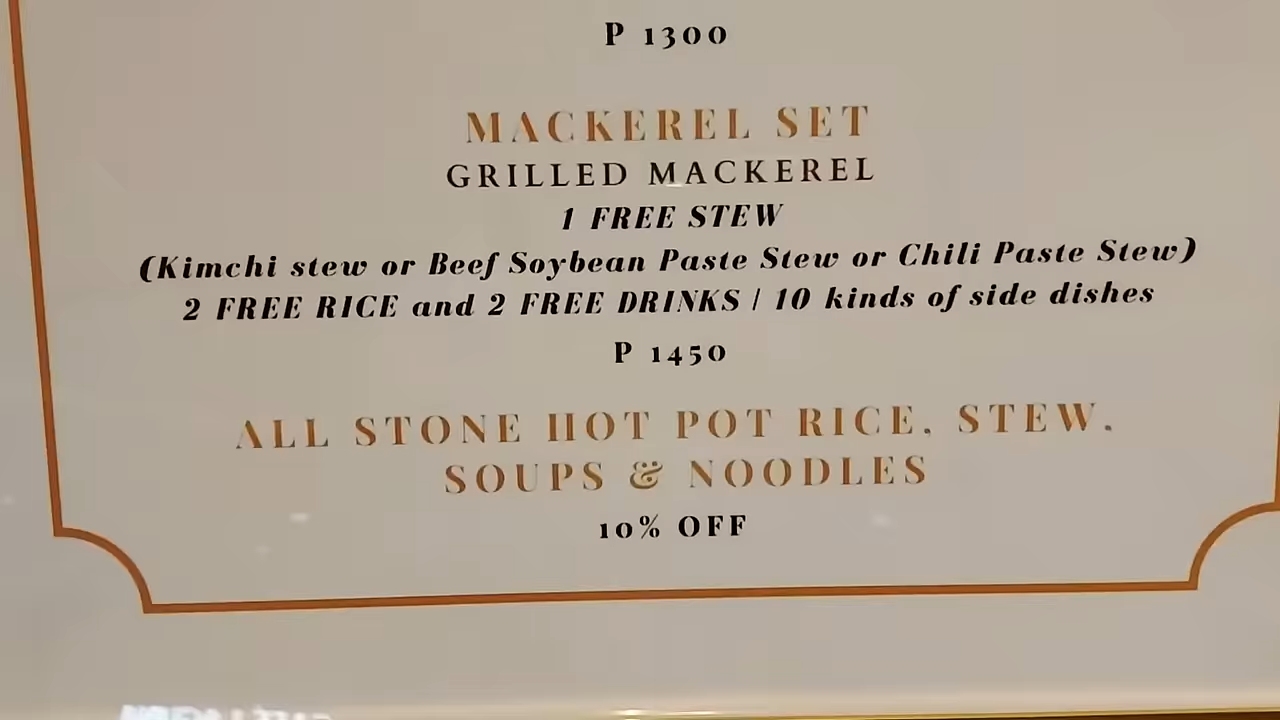 P 1300
MACKEREL SET
GRILLED MACKEREL
1 FREE STEW
(Kimchi stew or Beef Soybean Paste Stew or Chili Paste Stew)
2 FREE RICE and 2 FREE DRINKS / 10 kinds of side dishes
P 1450
ALL STONE HOT POT RICE, STEW,
SOUPS & NOODLES
10% OFF